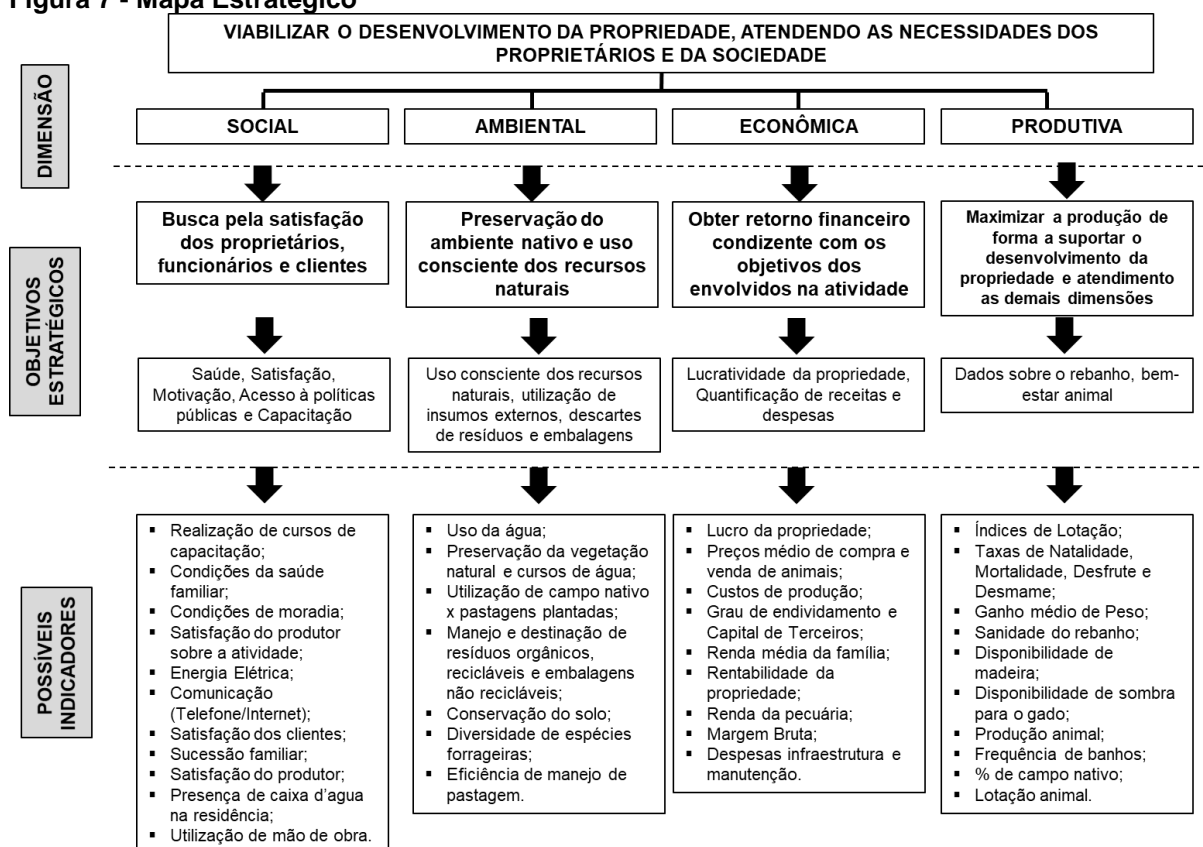 Figura 7 - Mapa Estratégico
VIABILIZAR O DESENVOLVIMENTO DA PROPRIEDADE, ATENDENDO AS NECESSIDADES DOS
PROPRIETÁRIOS E DA SOCIEDADE
DIMENSÃO
SOCIAL
AMBIENTAL
ECONÔMICA
PRODUTIVA
OBJETIVOS
ESTRATÉGICOS
Busca pela satisfação
dos proprietários,
funcionários e clientes
Preservação do
ambiente nativo e uso
consciente dos recursos
naturais
Obter retorno financeiro
condizente com os
objetivos dos
envolvidos na atividade
Maximizar a produção de
forma a suportar o
desenvolvimento da
propriedade e atendimento
as demais dimensões
Saúde, Satisfação,
Motivação, Acesso à políticas
públicas e Capacitação
Uso consciente dos recursos
naturais, utilização de
insumos externos, descartes
de resíduos e embalagens
Lucratividade da propriedade,
Quantificação de receitas e
despesas
Dados sobre o rebanho, bem-
estar animal
POSSÍVEIS
INDICADORES
▪ Realização de cursos de
capacitação;
▪ Condições da saúde
familiar;
▪ Condições de moradia;
▪ Satisfação do produtor
sobre a atividade;
▪ Energia Elétrica;
▪ Comunicação
(Telefone/Internet);
▪ Satisfação dos clientes;
▪ Sucessão familiar;
▪ Satisfação do produtor;
▪ Presença de caixa d'agua
na residência;
▪ Utilização de mão de obra.
▪ Uso da água;
▪ Preservação da vegetação
natural e cursos de água;
▪ Utilização de campo nativo
x pastagens plantadas;
▪ Manejo e destinação de
resíduos orgânicos,
recicláveis e embalagens
não recicláveis;
▪ Conservação do solo;
▪ Diversidade de espécies
forrageiras;
▪ Eficiência de manejo de
pastagem.
▪ Lucro da propriedade;
▪ Preços médio de compra e
venda de animais;
▪ Custos de produção;
▪ Grau de endividamento e
Capital de Terceiros;
▪ Renda média da família;
▪ Rentabilidade da
propriedade;
▪ Renda da pecuária;
▪ Margem Bruta;
▪ Despesas infraestrutura e
manutenção.
▪ Índices de Lotação;
▪ Taxas de Natalidade,
Mortalidade, Desfrute e
Desmame;
▪ Ganho médio de Peso;
▪ Sanidade do rebanho;
▪ Disponibilidade de
madeira;
▪ Disponibilidade de sombra
para o gado;
▪ Produção animal;
▪ Frequência de banhos;
▪ % de campo nativo;
▪ Lotação animal.